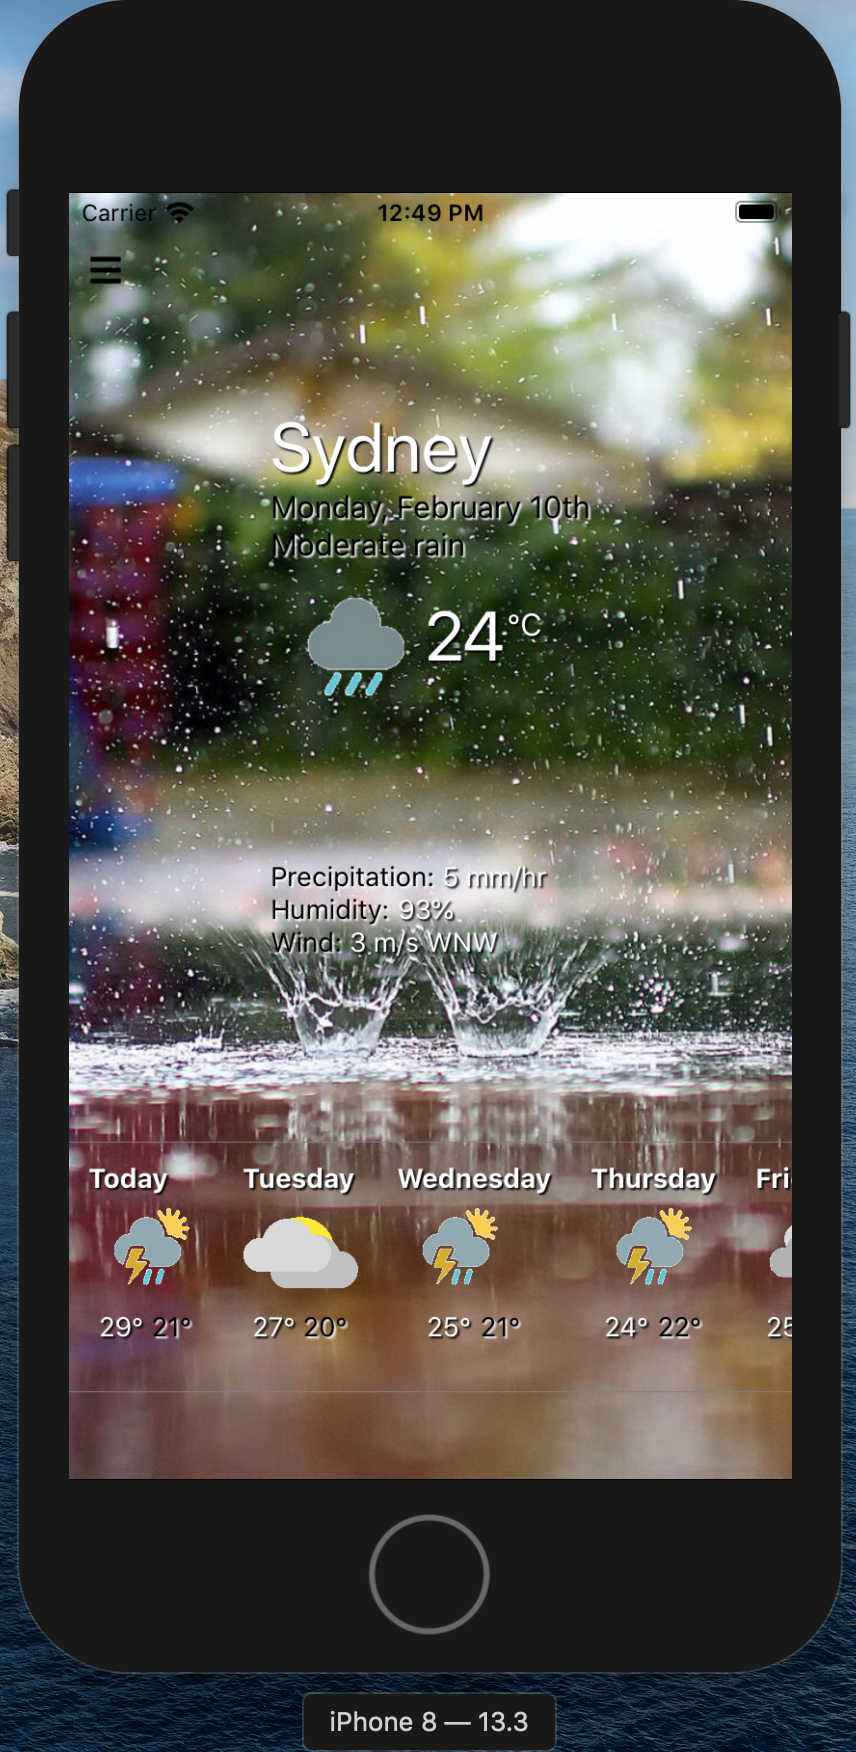 Carrier 12:49 PM
Sydney
Monday, February 10th
Moderate rain
24°C
Precipitation: 5 mm/hr
Humidity: 93%
Wind: 3 m/s WNW
Today Tuesday Wednesday Thursday Fri
29° 21° 27° 20° 25° 21° 24° 22° 25
iPhone 8 — 13.3